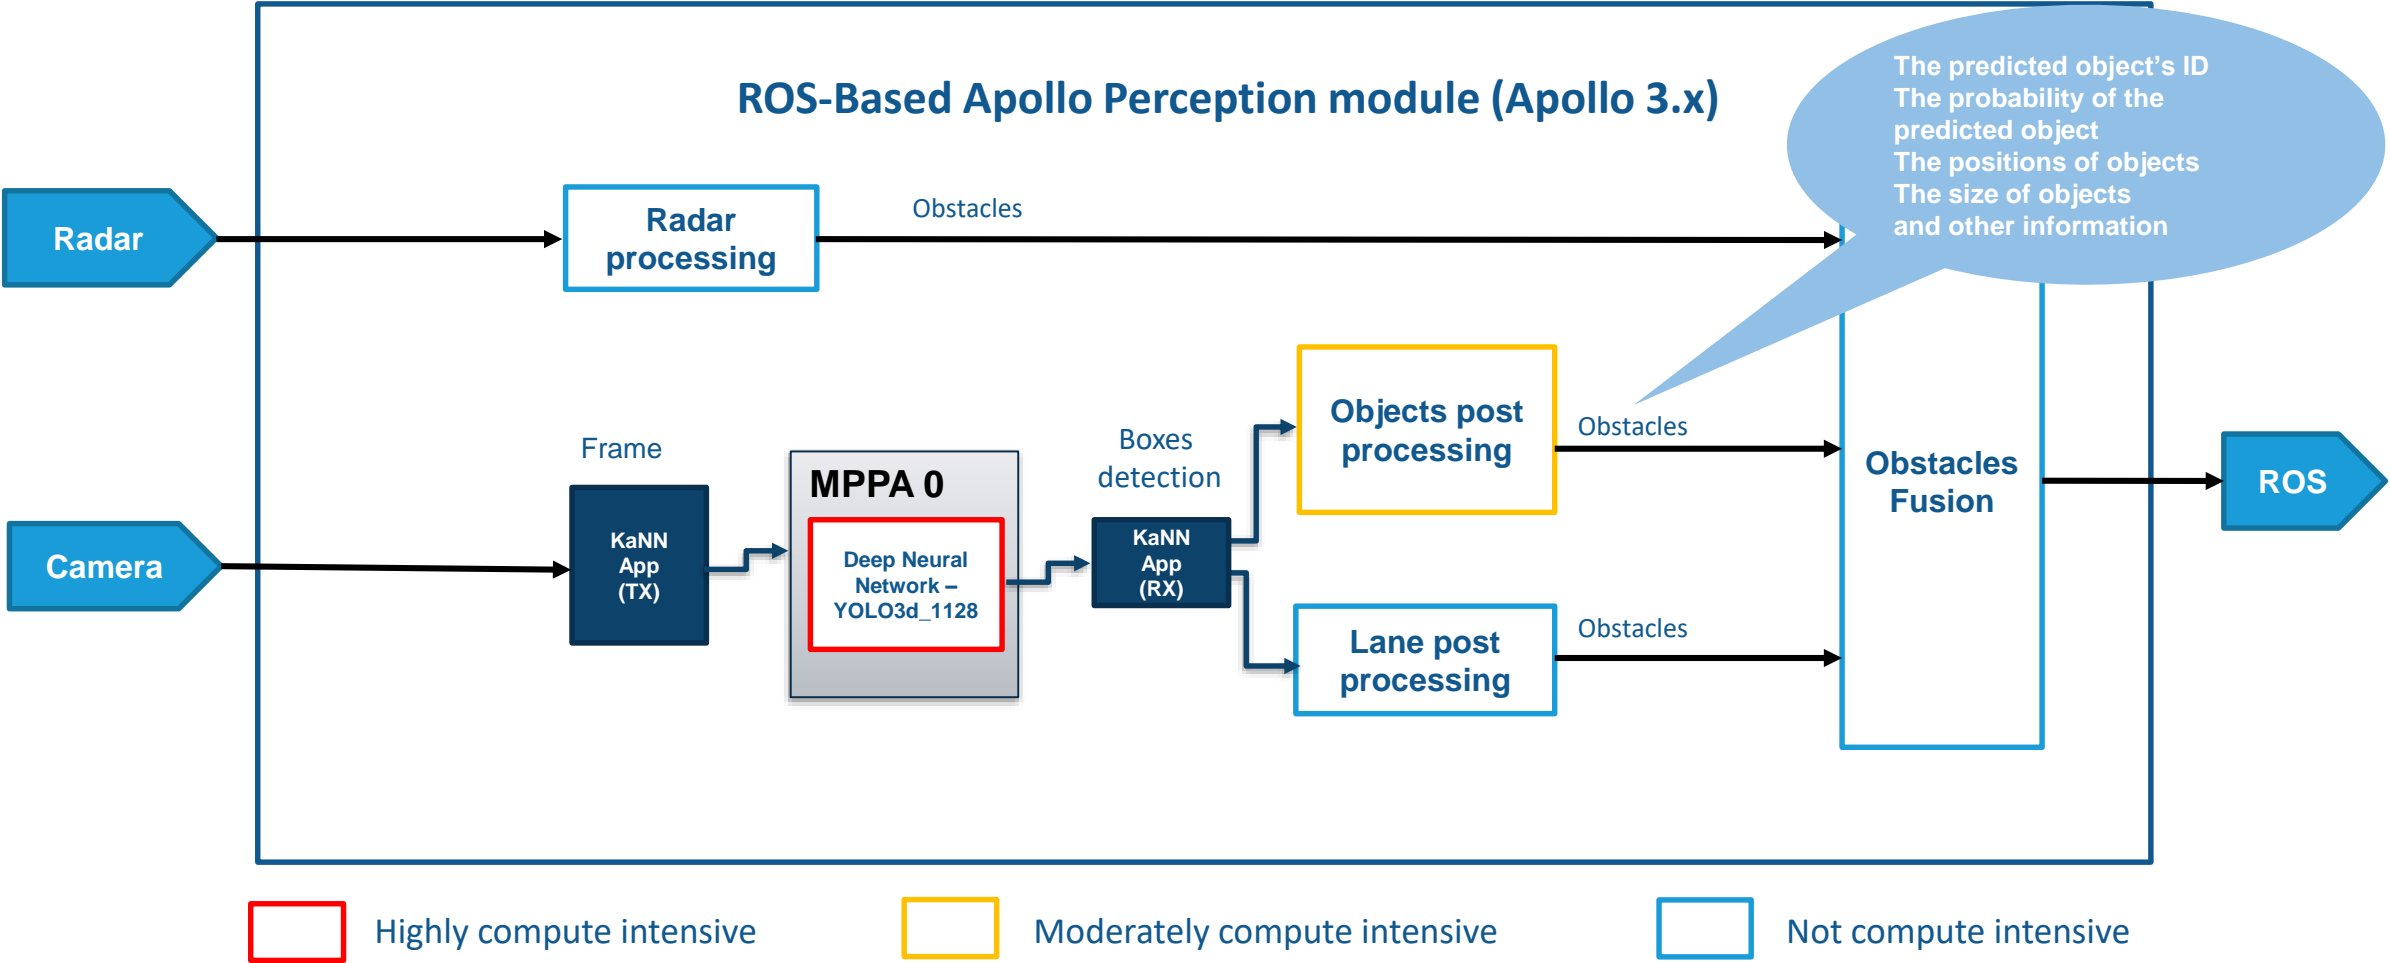 ROS-Based Apollo Perception module (Apollo 3.x)
The predicted object’s ID
The probability of the
predicted object
The positions of objects
The size of objects
and other information
Radar
Radar
processing
Obstacles
Camera
Frame
KaNN
App
(TX)
MPPA 0
Deep Neural
Network –
YOLO3d_1128
Boxes
detection
KaNN
App
(RX)
Objects post
processing
Obstacles
Lane post
processing
Obstacles
Obstacles
Fusion
ROS
Highly compute intensive
Moderately compute intensive
Not compute intensive